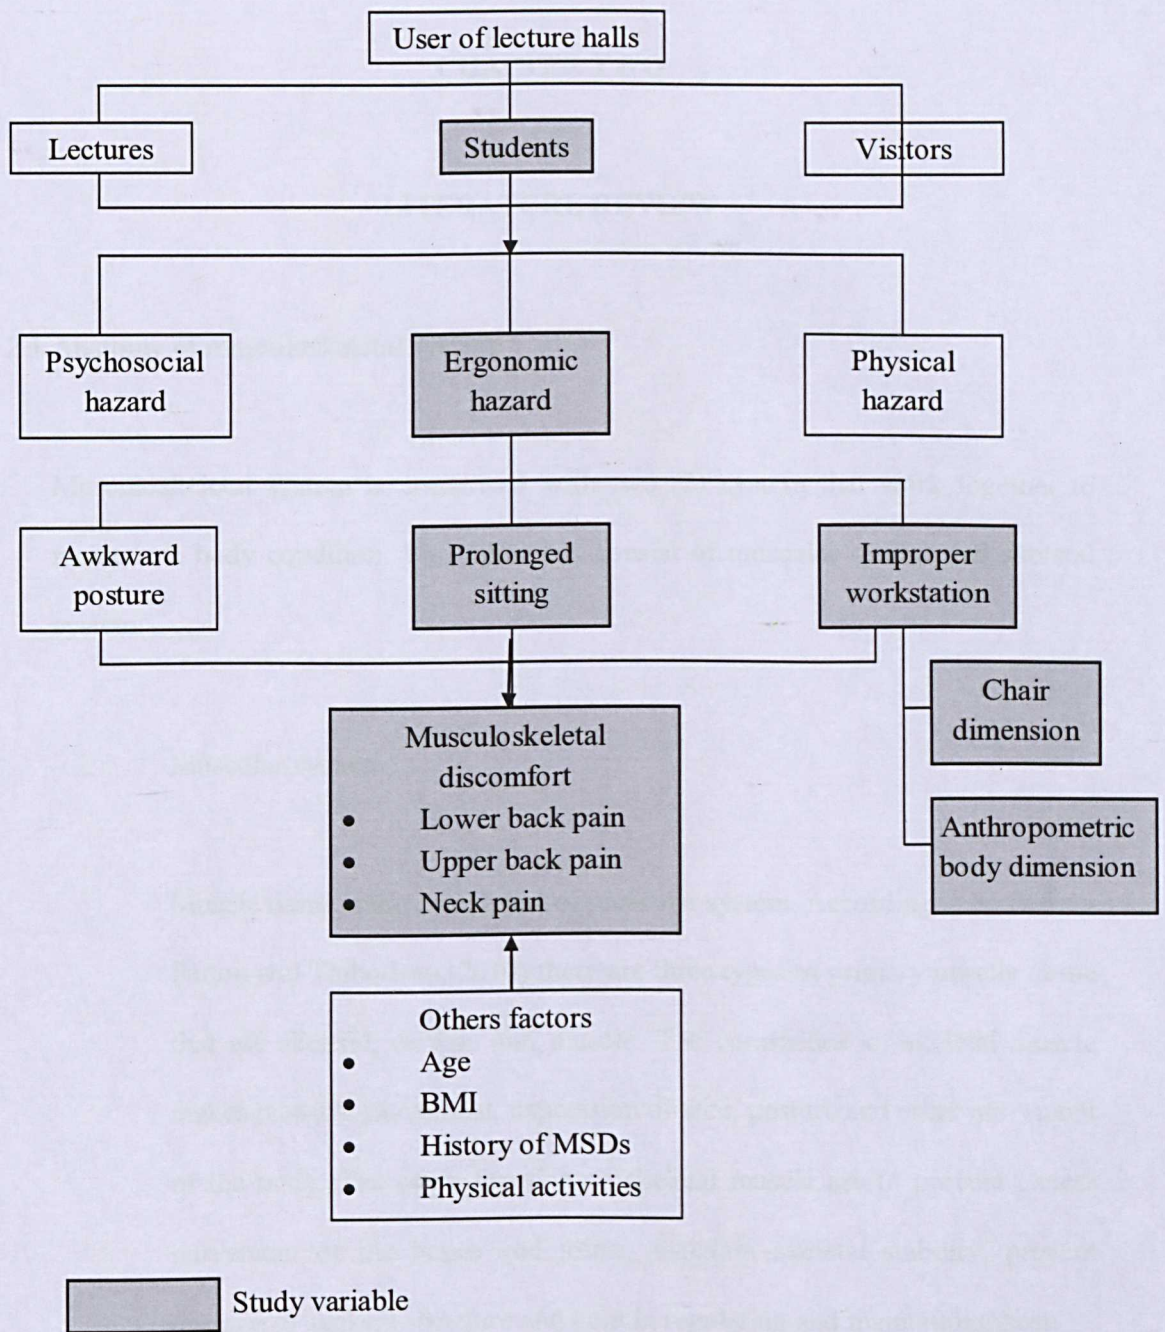 User of lecture halls
Lectures
Students
Visitors
Psychosocial
hazard
Ergonomic
hazard
Physical
hazard
Awkward
posture
Prolonged
sitting
Improper
workstation
Chair
dimension
Anthropometric
body dimension
Musculoskeletal
discomfort
• Lower back pain
• Upper back pain
• Neck pain
Others factors
• Age
• BMI
• History of MSDs
• Physical activities
Study variable